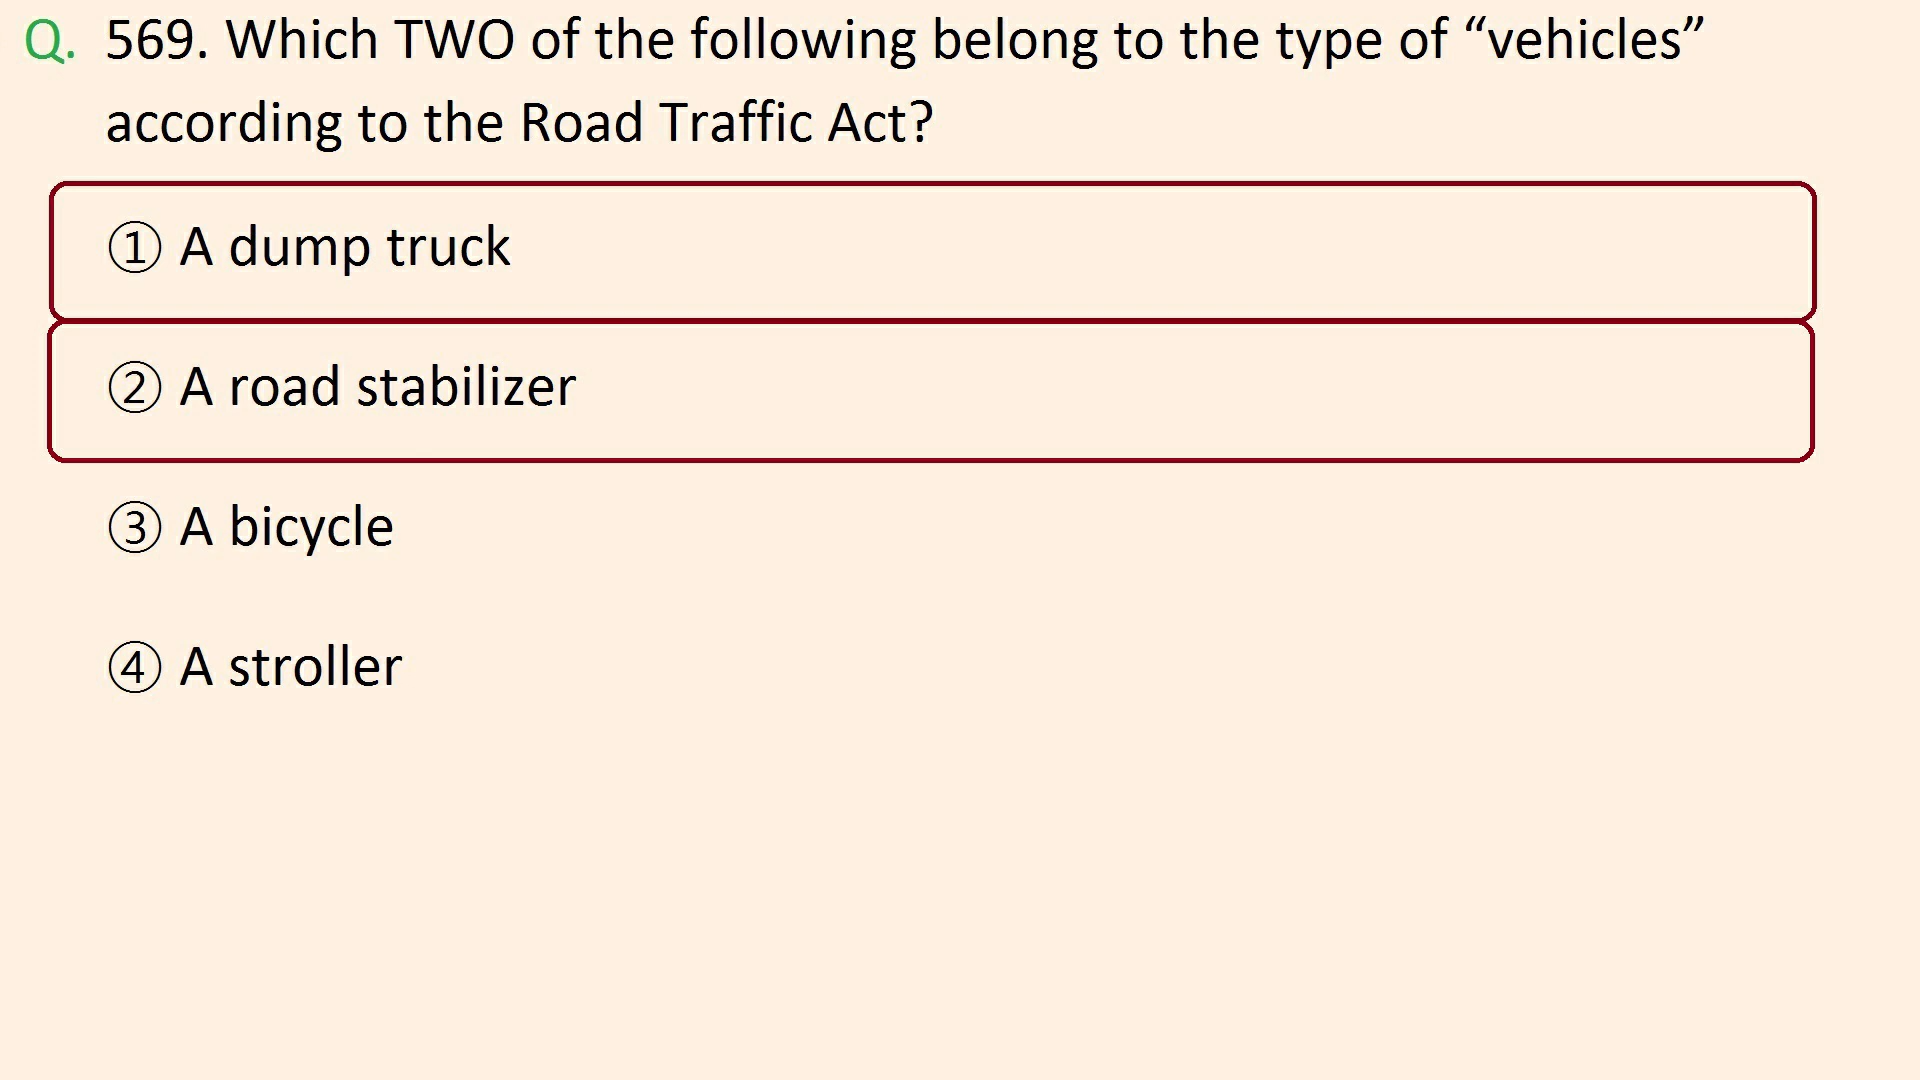 Q. 569. Which TWO of the following belong to the type of “vehicles”
according to the Road Traffic Act?
① A dump truck
② A road stabilizer
③ A bicycle
④ A stroller